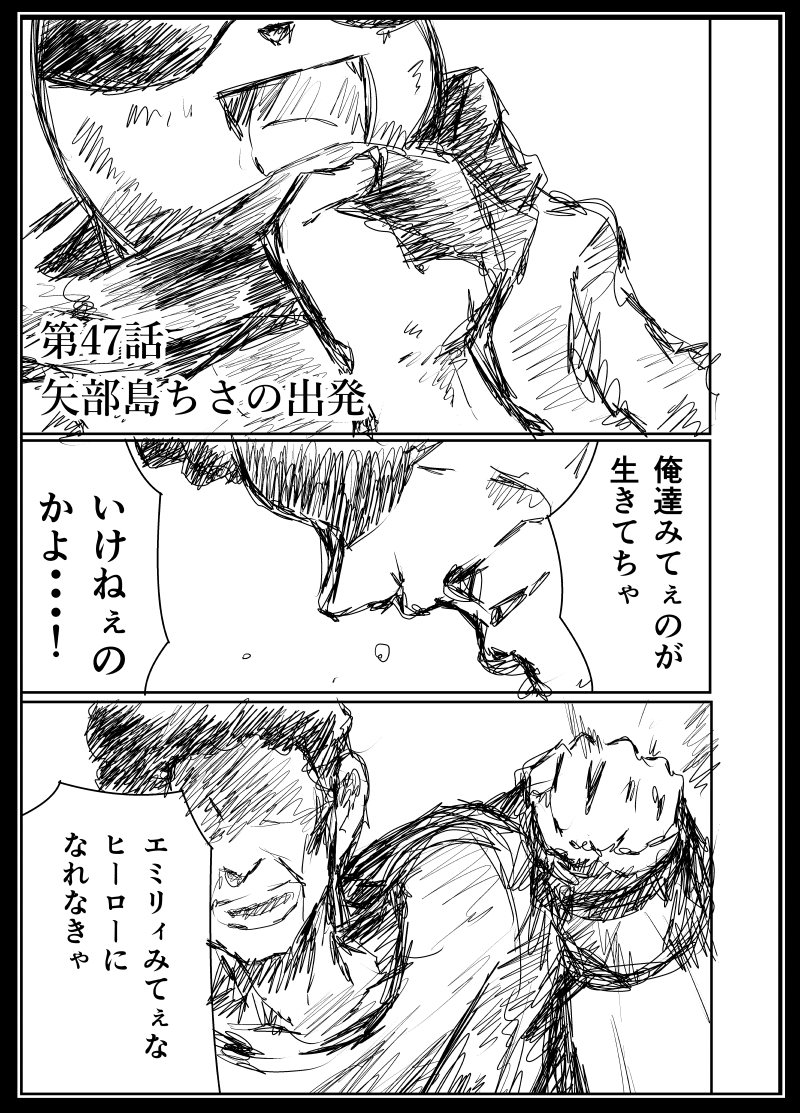 第47話
矢部島ちさの出発
俺達みてぇのが
生きてちゃ
いけねぇの
かよ・・・！
エミリィみてぇな
ヒーローに
なれなきゃ